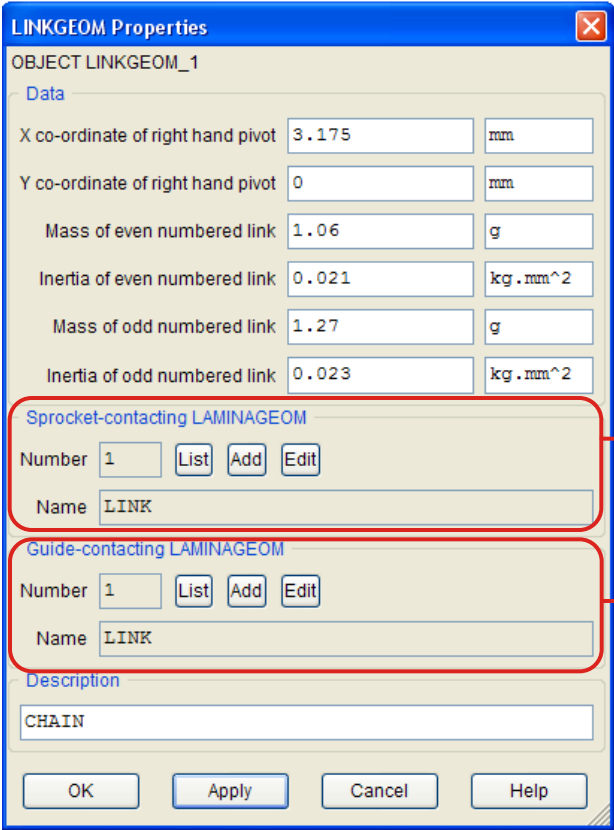 LINKGEOM Properties
OBJECT LINKGEOM_1
Data
X co-ordinate of right hand pivot 3.175 mm
Y co-ordinate of right hand pivot 0 mm
Mass of even numbered link 1.06 g
Inertia of even numbered link 0.021 kg.mm^2
Mass of odd numbered link 1.27 g
Inertia of odd numbered link 0.023 kg.mm^2
Sprocket-contacting LAMINAGEOM
Number 1 List Add Edit
Name LINK
Guide-contacting LAMINAGEOM
Number 1 List Add Edit
Name LINK
Description
CHAIN
OK Apply Cancel Help